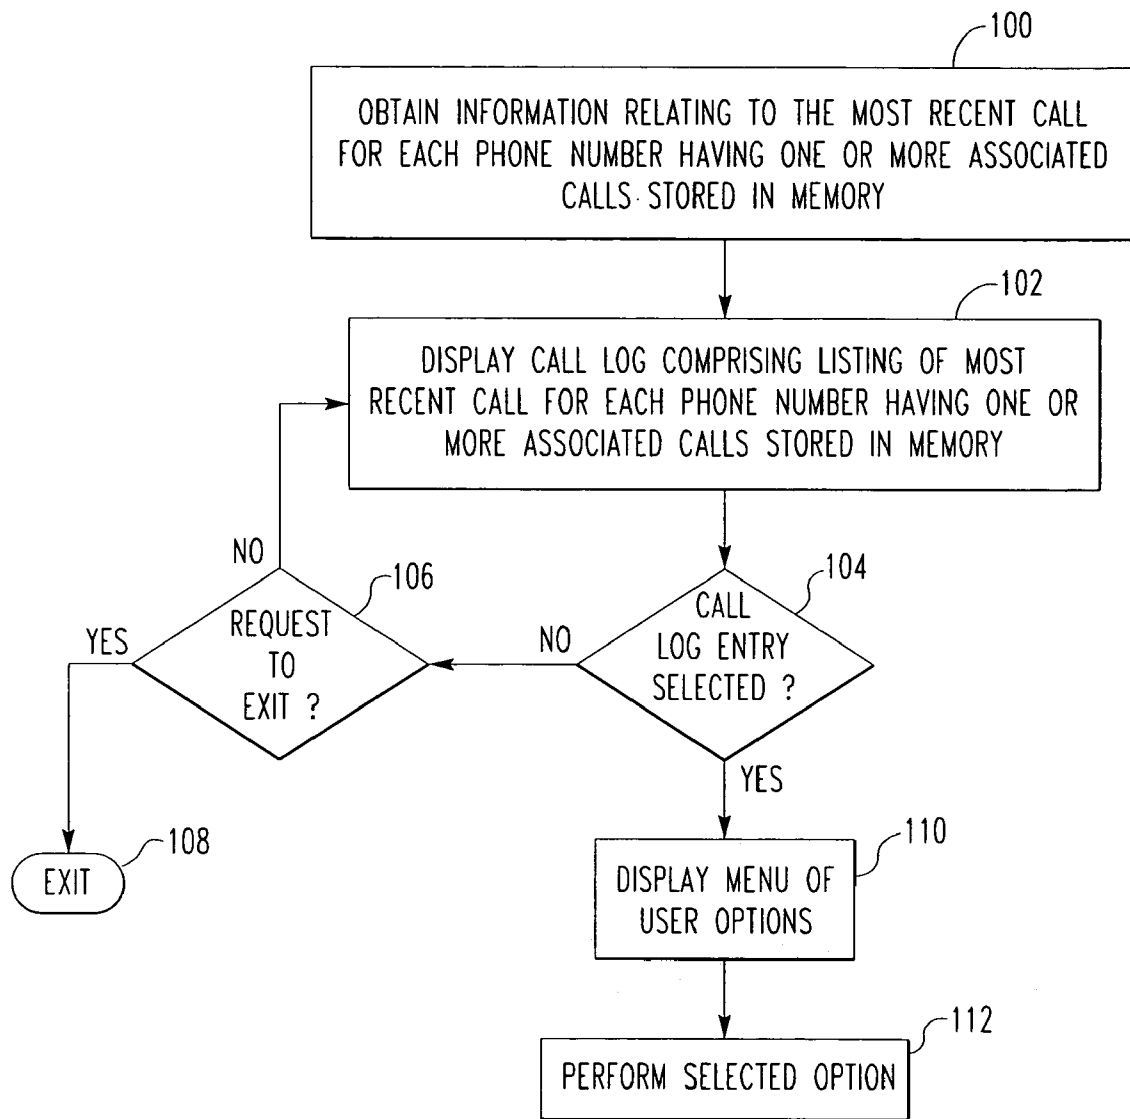 100
OBTAIN INFORMATION RELATING TO THE MOST RECENT CALL
FOR EACH PHONE NUMBER HAVING ONE OR MORE ASSOCIATED
CALLS STORED IN MEMORY
102
DISPLAY CALL LOG COMPRISING LISTING OF MOST
RECENT CALL FOR EACH PHONE NUMBER HAVING ONE OR
MORE ASSOCIATED CALLS STORED IN MEMORY
104
CALL
LOG ENTRY
SELECTED ?
NO
YES
106
REQUEST
TO
EXIT ?
NO
YES
108
EXIT
110
DISPLAY MENU OF
USER OPTIONS
112
PERFORM SELECTED OPTION